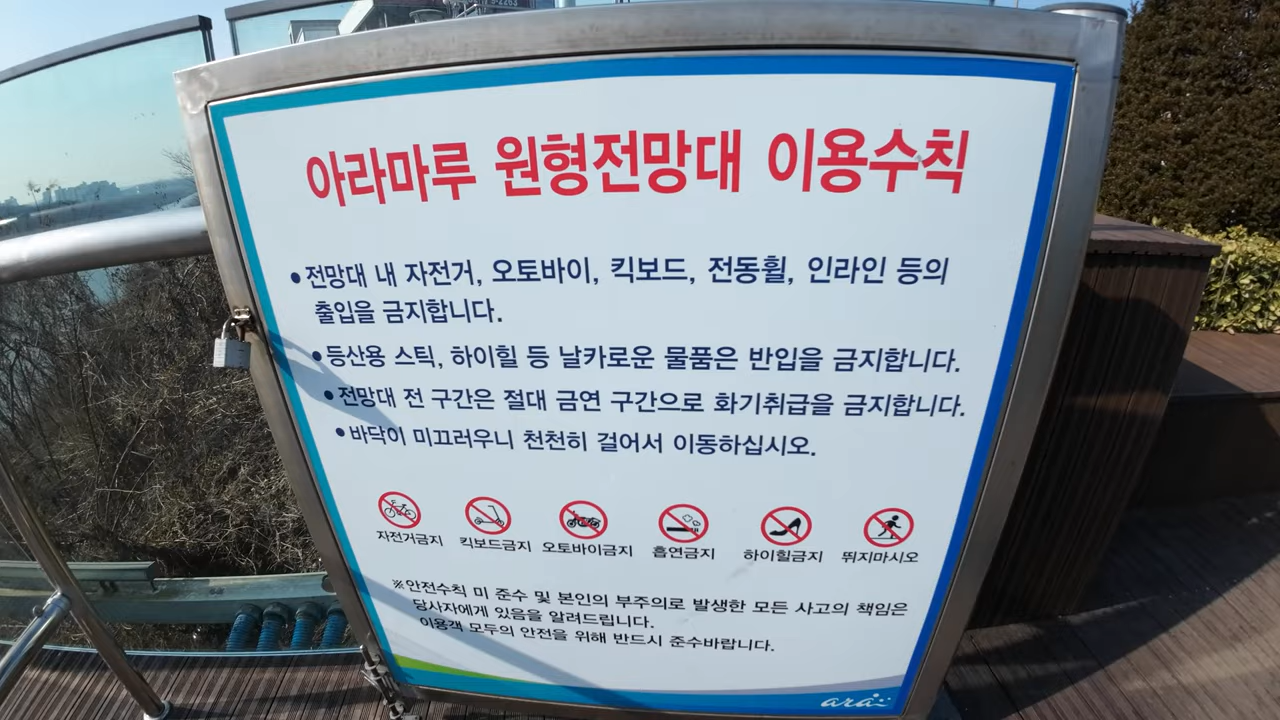 아라마루 원형전망대 이용수칙
•전망대 내 자전거, 오토바이, 킥보드, 전동휠, 인라인 등의
출입을 금지합니다.
•등산용 스틱, 하이힐 등 날카로운 물품은 반입을 금지합니다.
•전망대 전 구간은 절대 금연 구간으로 화기취급을 금지합니다.
•바닥이 미끄러우니 천천히 걸어서 이동하십시오.
자전거금지 킥보드금지 오토바이금지 흡연금지 하이힐금지 뛰지마시오
※안전수칙 미 준수 및 본인의 부주의로 발생한 모든 사고의 책임은
당사자에게 있음을 알려드립니다.
이용객 모두의 안전을 위해 반드시 준수바랍니다.
ara